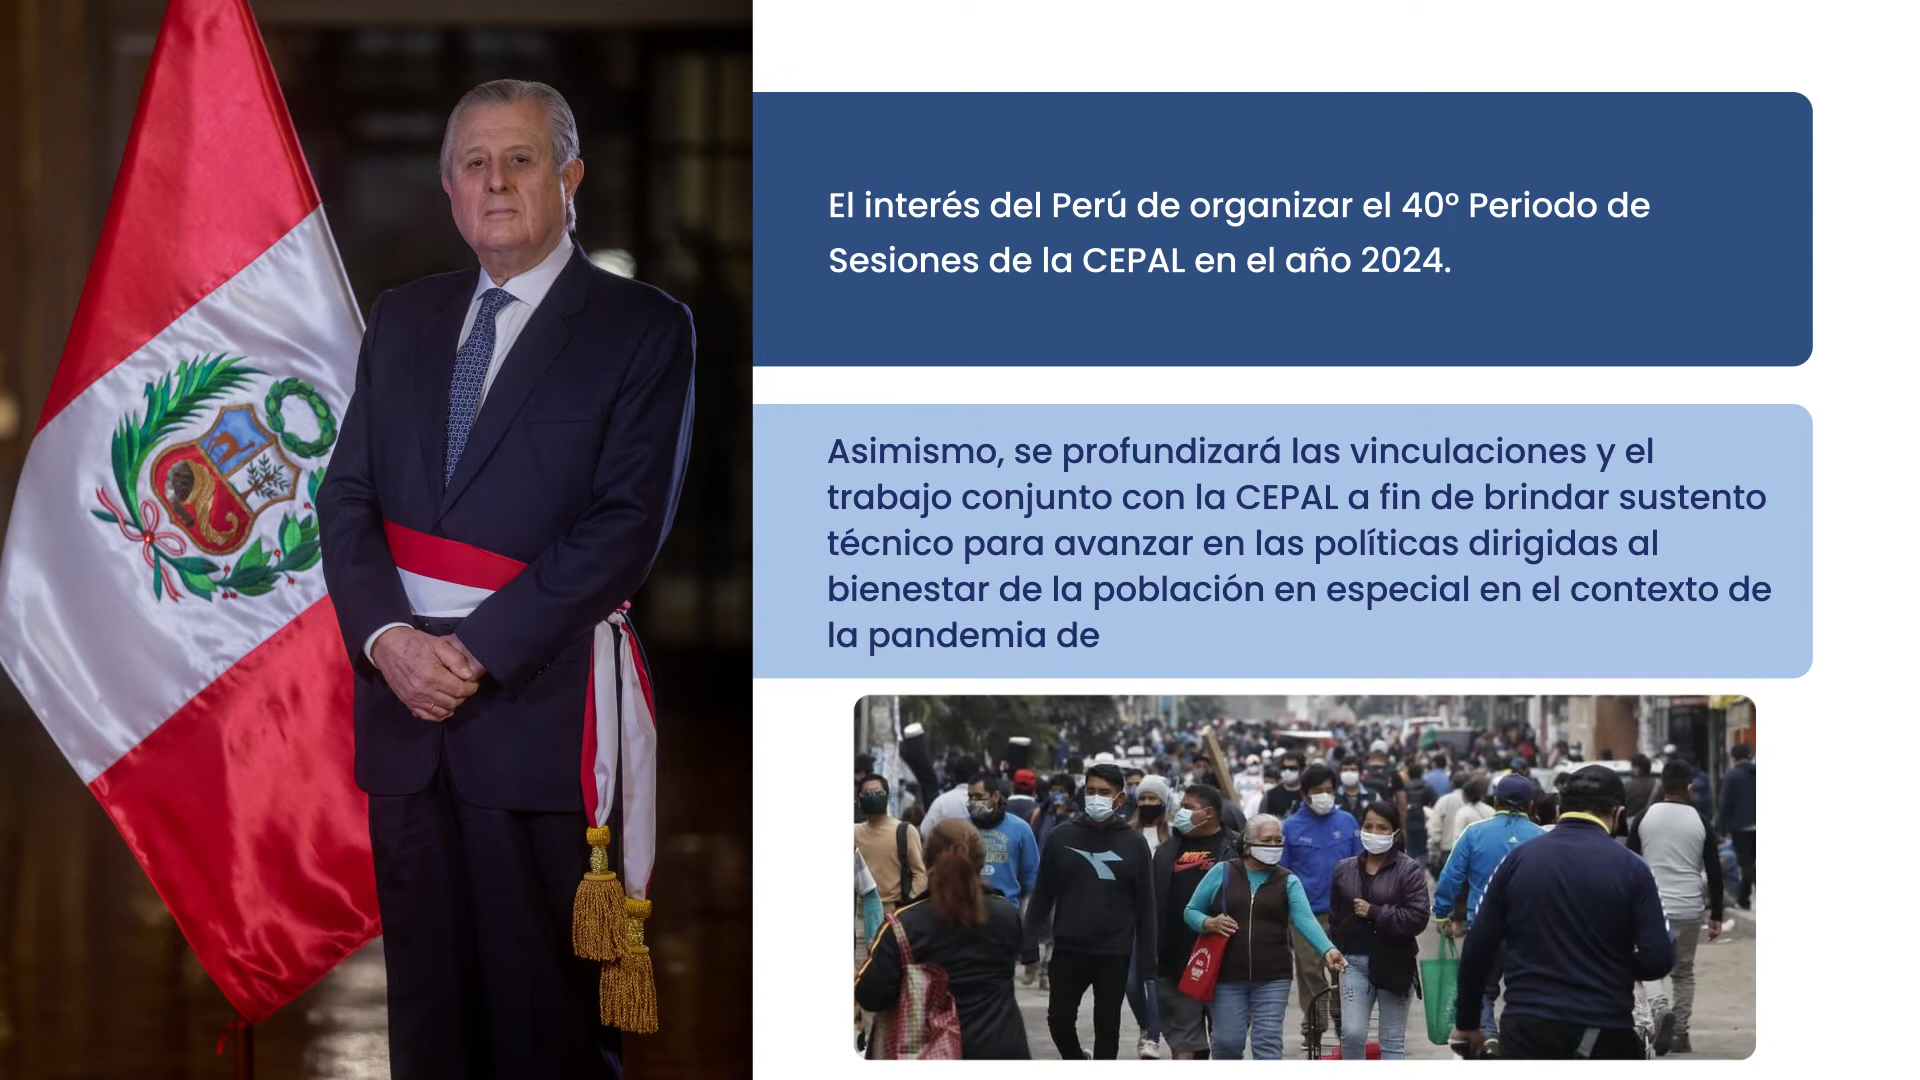 El interés del Perú de organizar el 40° Periodo de
Sesiones de la CEPAL en el año 2024.
Asimismo, se profundizará las vinculaciones y el
trabajo conjunto con la CEPAL a fin de brindar sustento
técnico para avanzar en las políticas dirigidas al
bienestar de la población en especial en el contexto de
la pandemia de